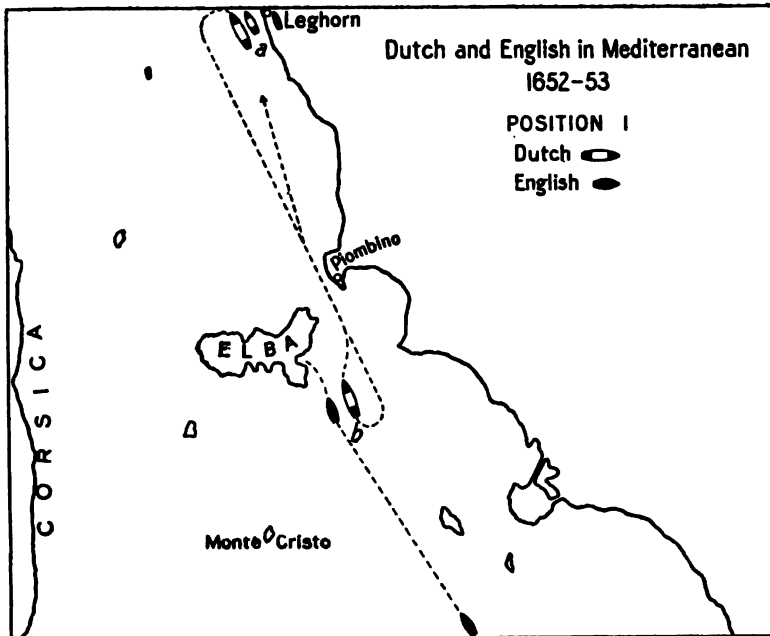 Leghorn
a
Dutch and English in Mediterranean
1652-53
POSITION 1
Dutch
English
Piombino
ELBA
CORSICA
b
Monte Cristo